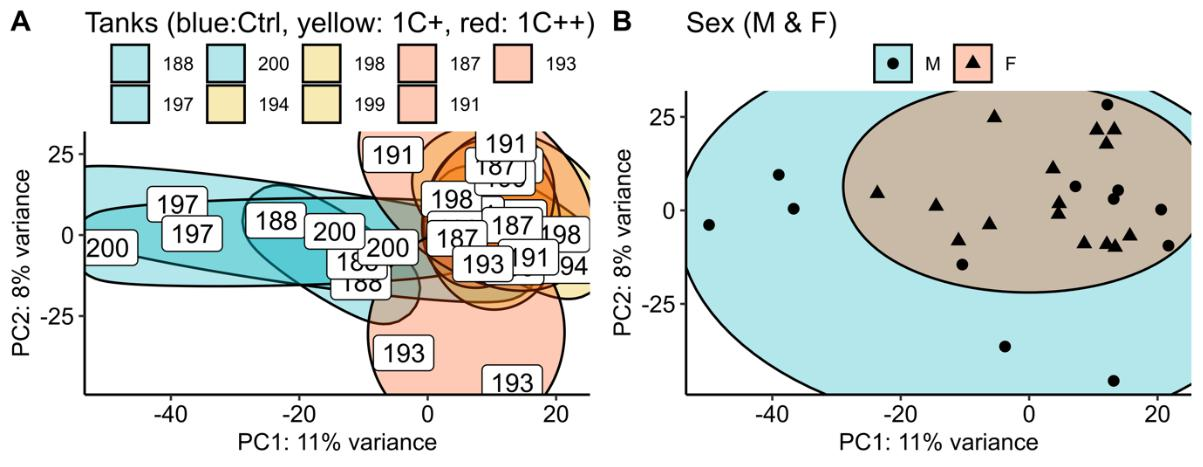 A Tanks (blue:Ctrl, yellow: 1C+, red: 1C++)
188 200 198 187 193
197 194 199 191
25
0
-25
PC2: 8% variance
191
191
187
198
197
188
187
197
200
198
187
200
200
193
191
188
94
188
193
193
-40 -20 0 20
PC1: 11% variance
B Sex (M & F)
M F
25
0
-25
PC2: 8% variance
-40 -20 0 20
PC1: 11% variance